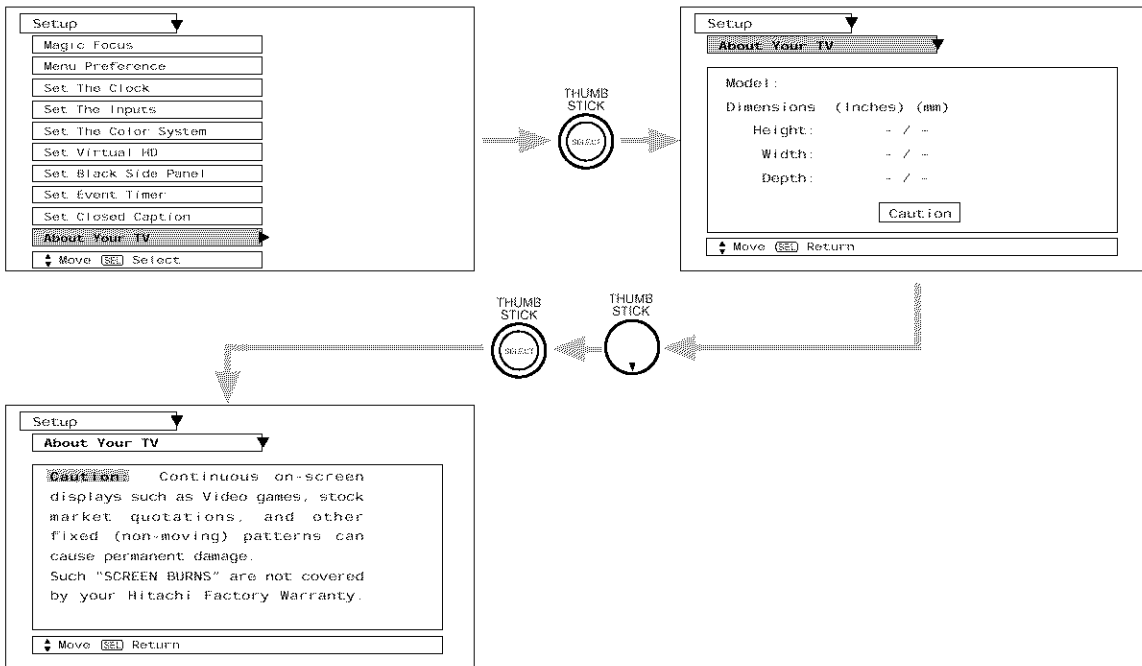 Setup
Magic Focus
Menu Preference
Set The Clock
Set The Inputs
Set The Color System
Set Virtual HD
Set Black Side Panel
Set Event Timer
Set Closed Caption
About Your TV
Move SEL Select
THUMB
STICK
SELECT
Setup
About Your TV
Model:
Dimensions (Inches) (mm)
Height: - / -
Width: - / -
Depth: - / -
Caution
Move SEL Return
THUMB
STICK
THUMB
STICK
SELECT
Setup
About Your TV
Caution: Continuous on-screen
displays such as Video games, stock
market quotations, and other
fixed (non-moving) patterns can
cause permanent damage.
Such "SCREEN BURNS" are not covered
by your Hitachi Factory Warranty.
Move SEL Return